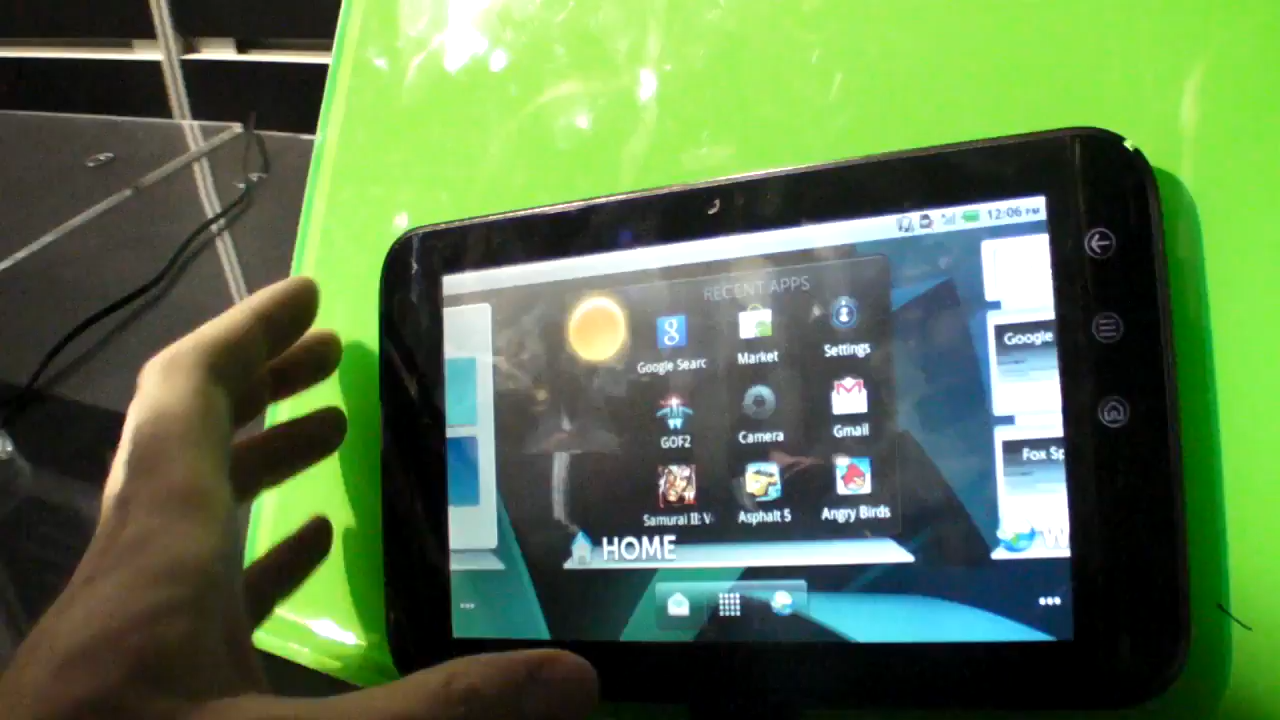 12:06 PM
RECENT APPS
Google Searc
Market
Settings
GOF2
Camera
Gmail
Samurai II: V
Asphalt 5
Angry Birds
HOME
Google
Fox Sp
W